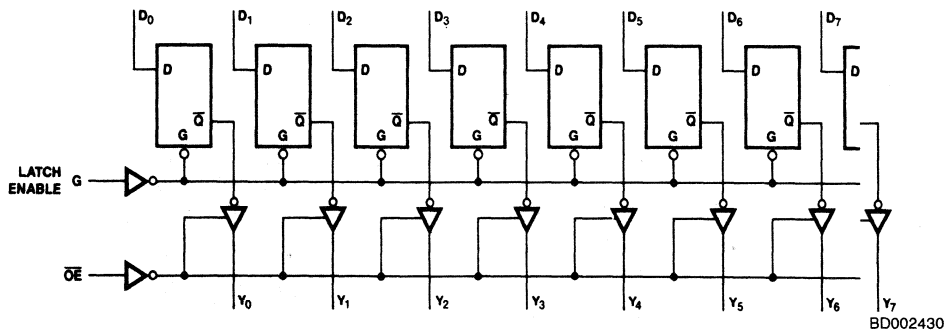 D0 D1 D2 D3 D4 D5 D6 D7
D D D D D D D D
Q̅ Q̅ Q̅ Q̅ Q̅ Q̅ Q̅
G G G G G G G
LATCH
ENABLE G
O̅E̅
Y0 Y1 Y2 Y3 Y4 Y5 Y6 Y7
BD002430